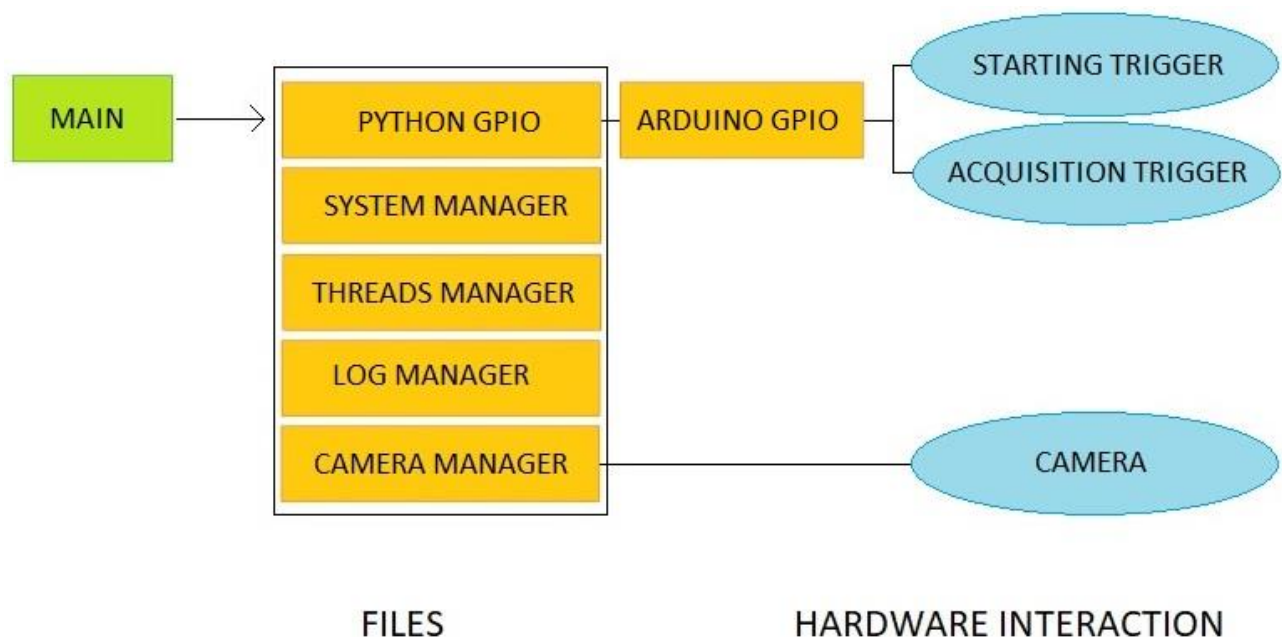 MAIN
PYTHON GPIO
SYSTEM MANAGER
THREADS MANAGER
LOG MANAGER
CAMERA MANAGER
ARDUINO GPIO
STARTING TRIGGER
ACQUISITION TRIGGER
CAMERA
FILES
HARDWARE INTERACTION